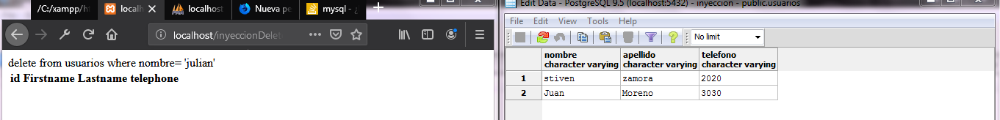 /C:/xampp/h
localh
localhost
Nueva pe
mysql - ¿
localhost/inyeccionDelet
delete from usuarios where nombre= 'julian'
id Firstname Lastname telephone
Edit Data - PostgreSQL 9.5 (localhost:5432) - inyeccion - public.usuarios
File Edit View Tools Help
No limit
nombre apellido telefono
character varying character varying character varying
1 stiven zamora 2020
2 Juan Moreno 3030